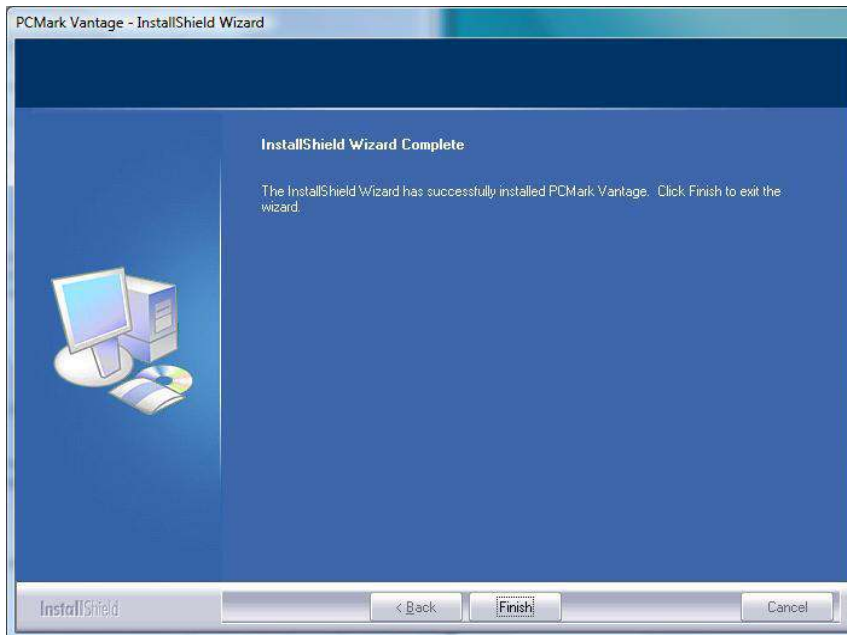 PCMark Vantage - InstallShield Wizard
InstallShield Wizard Complete
The InstallShield Wizard has successfully installed PCMark Vantage. Click Finish to exit the
wizard.
InstallShield
< Back
Finish
Cancel